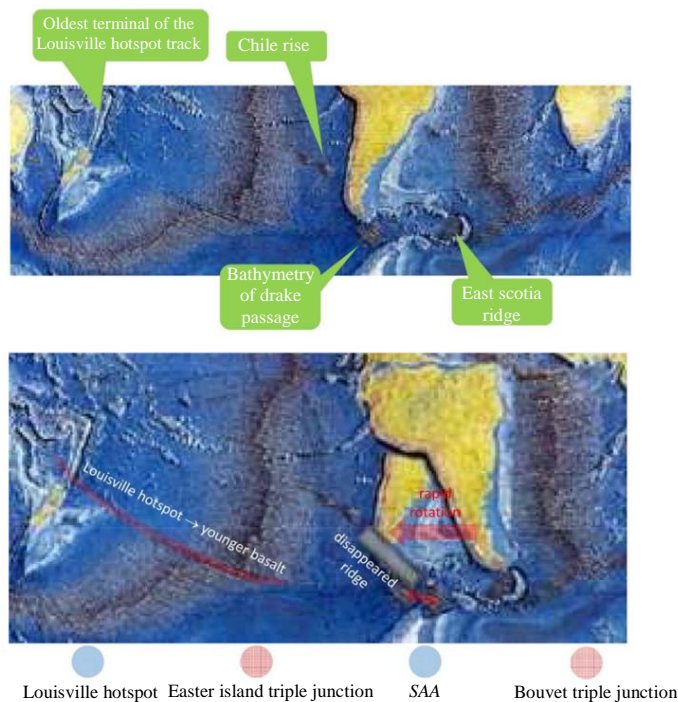 Oldest terminal of the
Louisville hotspot track
Chile rise
Bathymetry
of drake
passage
East scotia
ridge
Louisville hotspot → younger basalt
rapid
rotation
disappeared
ridge
Louisville hotspot
Easter island triple junction
SAA
Bouvet triple junction